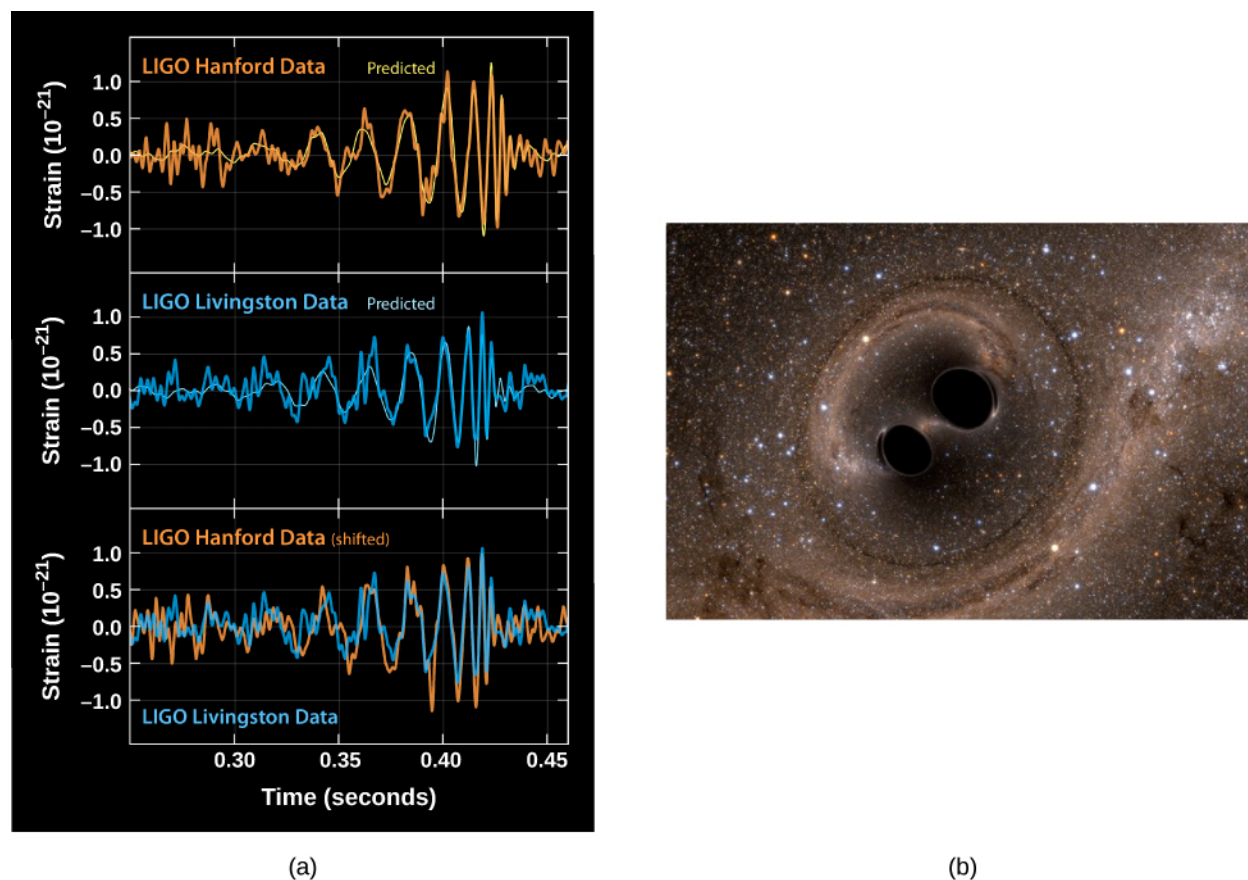 LIGO Hanford Data Predicted
1.0
0.5
0.0
−0.5
−1.0
Strain (10⁻²¹)
LIGO Livingston Data Predicted
1.0
0.5
0.0
−0.5
−1.0
Strain (10⁻²¹)
LIGO Hanford Data (shifted)
1.0
0.5
0.0
−0.5
−1.0
Strain (10⁻²¹)
LIGO Livingston Data
0.30 0.35 0.40 0.45
Time (seconds)
(a) (b)